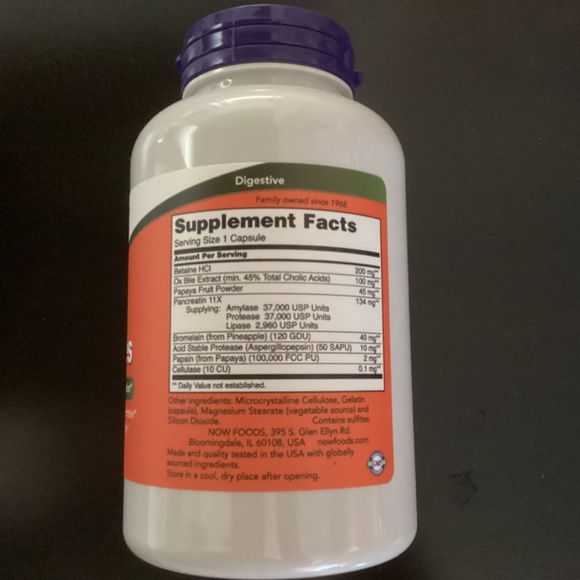 Digestive
Family owned since 1968
Supplement Facts
Serving Size 1 Capsule
Amount Per Serving
Betaine HCl 200 mg**
Ox Bile Extract (min. 45% Total Cholic Acids) 100 mg**
Papaya Fruit Powder 45 mg**
Pancreatin 11X 134 mg**
Supplying: Amylase 37,000 USP Units
Protease 37,000 USP Units
Lipase 2,960 USP Units
Bromelain (from Pineapple) (120 GDU) 40 mg**
Acid Stable Protease (Aspergillopepsin) (50 SAPU) 10 mg**
Papain (from Papaya) (100,000 FCC PU) 2 mg**
Cellulase (10 CU) 0.1 mg**
** Daily Value not established.
Other ingredients: Microcrystalline Cellulose, Gelatin
(capsule), Magnesium Stearate (vegetable source) and
Silicon Dioxide. Contains sulfites
NOW FOODS, 395 S. Glen Ellyn Rd.
Bloomingdale, IL 60108, USA nowfoods.com
Made and quality tested in the USA with globally
sourced ingredients.
Store in a cool, dry place after opening.